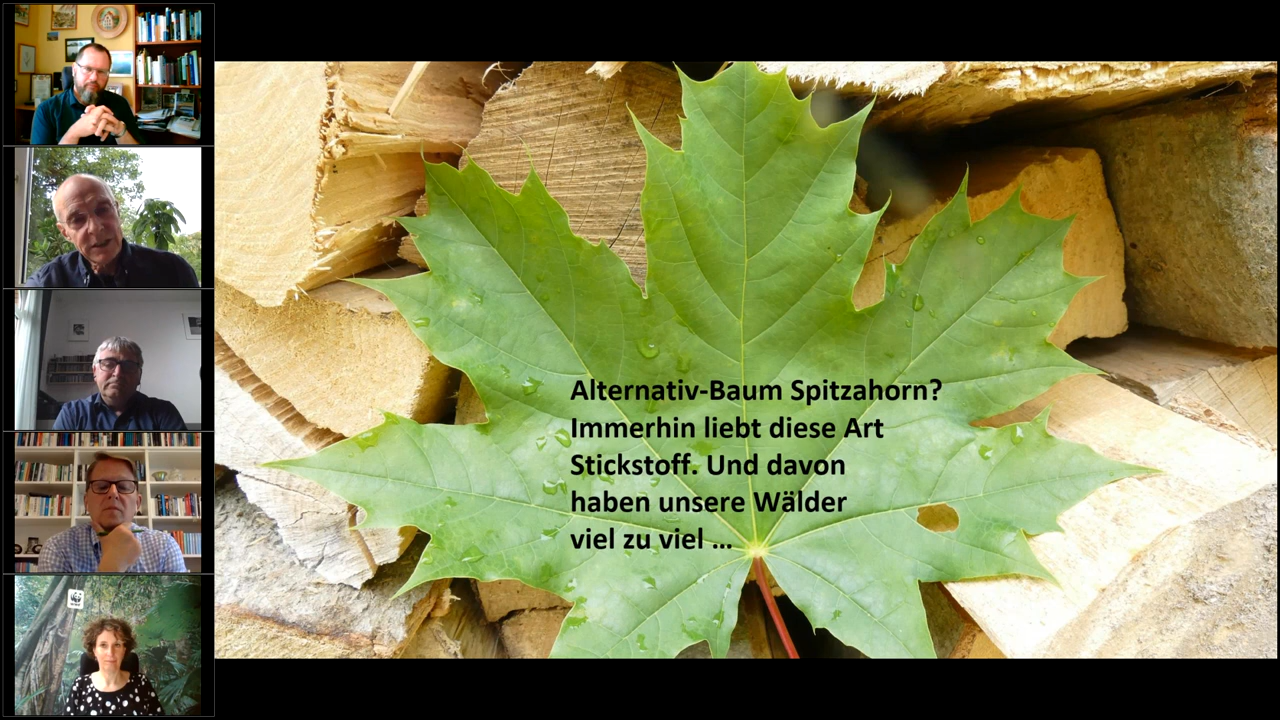 Alternativ-Baum Spitzahorn?
Immerhin liebt diese Art
Stickstoff. Und davon
haben unsere Wälder
viel zu viel ...